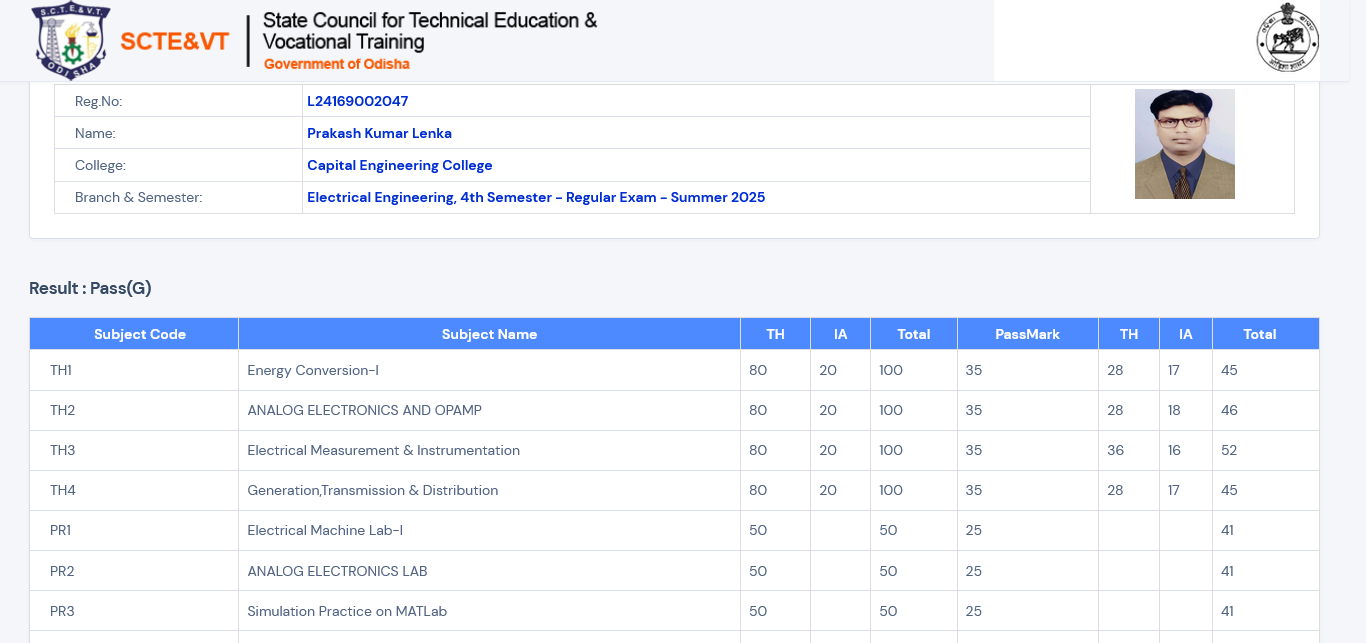 S.C.T.E.&V.T.
ODISHA
SCTE&VT
State Council for Technical Education &
Vocational Training
Government of Odisha
Reg.No: L24169002047
Name: Prakash Kumar Lenka
College: Capital Engineering College
Branch & Semester: Electrical Engineering, 4th Semester - Regular Exam - Summer 2025
Result : Pass(G)
Subject Code Subject Name TH IA Total PassMark TH IA Total
TH1 Energy Conversion-I 80 20 100 35 28 17 45
TH2 ANALOG ELECTRONICS AND OPAMP 80 20 100 35 28 18 46
TH3 Electrical Measurement & Instrumentation 80 20 100 35 36 16 52
TH4 Generation,Transmission & Distribution 80 20 100 35 28 17 45
PR1 Electrical Machine Lab-I 50 50 25 41
PR2 ANALOG ELECTRONICS LAB 50 50 25 41
PR3 Simulation Practice on MATLab 50 50 25 41